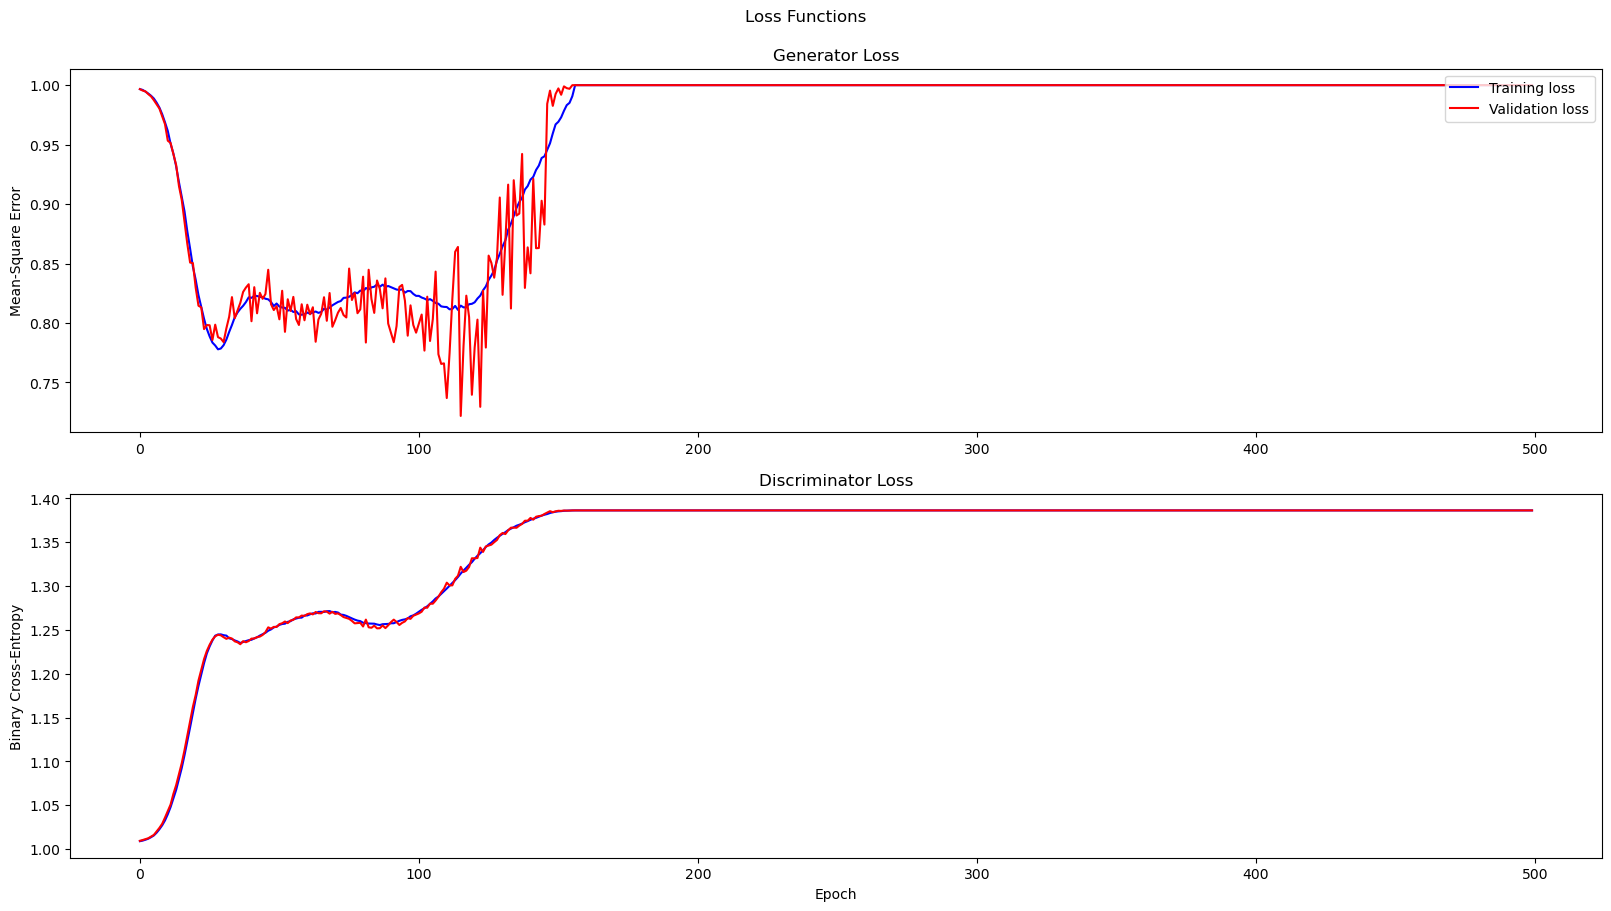 Loss Functions
Generator Loss
Mean-Square Error
1.00
0.95
0.90
0.85
0.80
0.75
Training loss
Validation loss
0 100 200 300 400 500
Discriminator Loss
Binary Cross-Entropy
1.40
1.35
1.30
1.25
1.20
1.15
1.10
1.05
1.00
0 100 200 300 400 500
Epoch